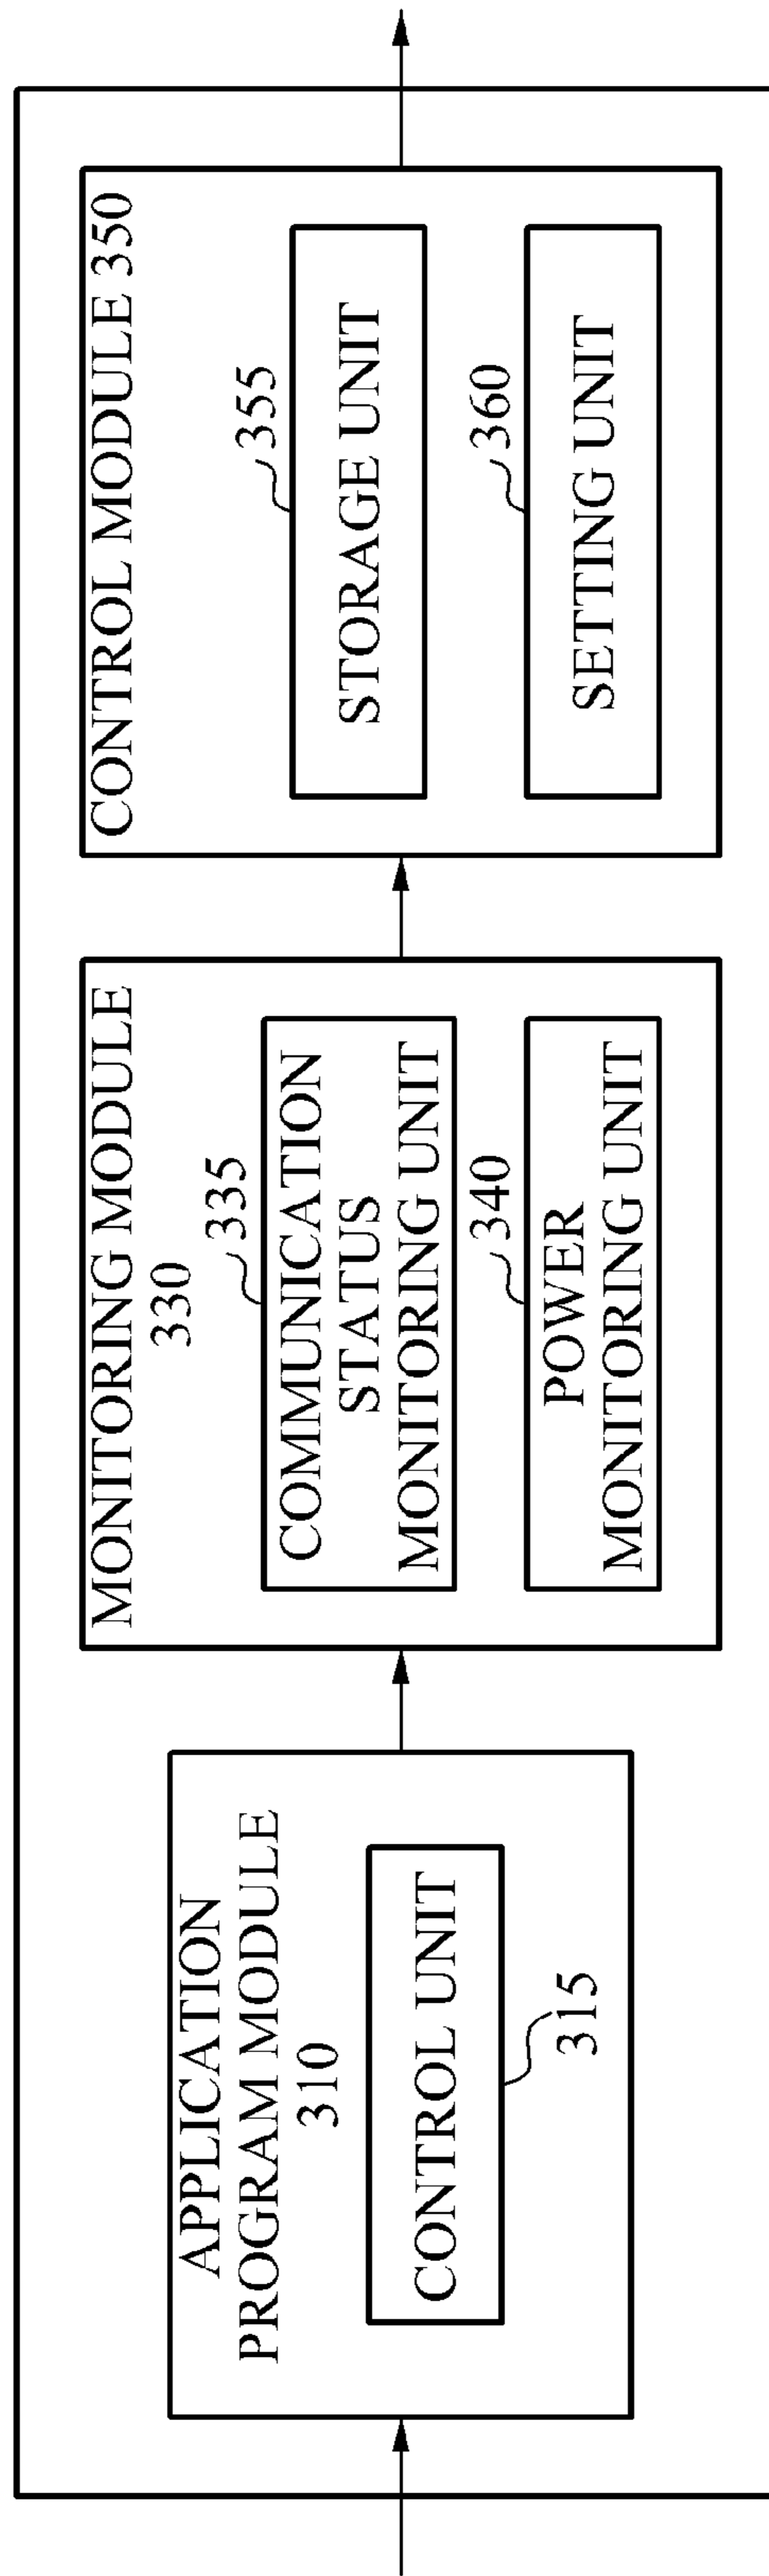 APPLICATION
PROGRAM MODULE
310
CONTROL UNIT
315
MONITORING MODULE
330
335
COMMUNICATION
STATUS
MONITORING UNIT
340
POWER
MONITORING UNIT
CONTROL MODULE 350
355
STORAGE UNIT
360
SETTING UNIT